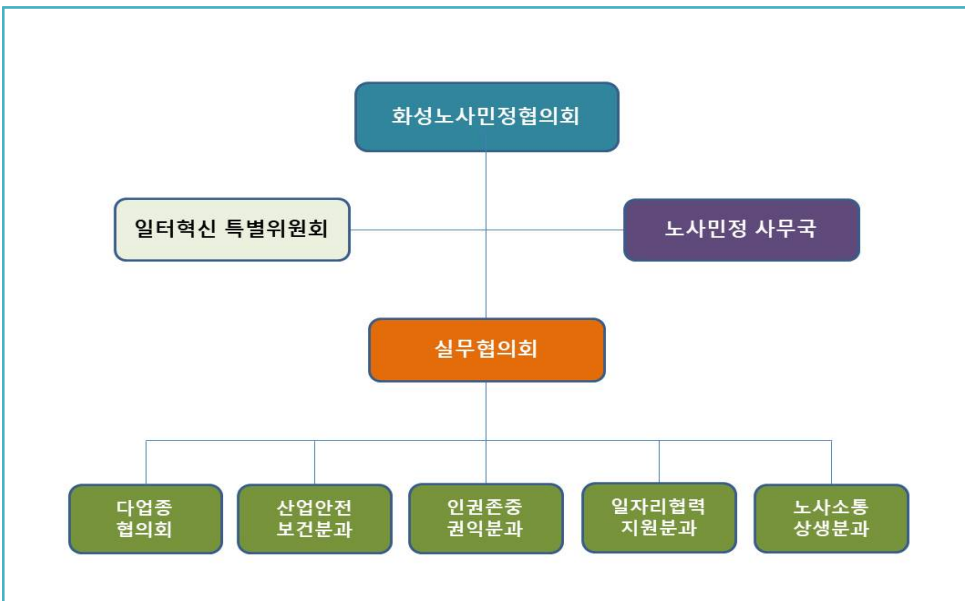 화성노사민정협의회
일터혁신 특별위원회
노사민정 사무국
실무협의회
다업종
협의회
산업안전
보건분과
인권존중
권익분과
일자리협력
지원분과
노사소통
상생분과